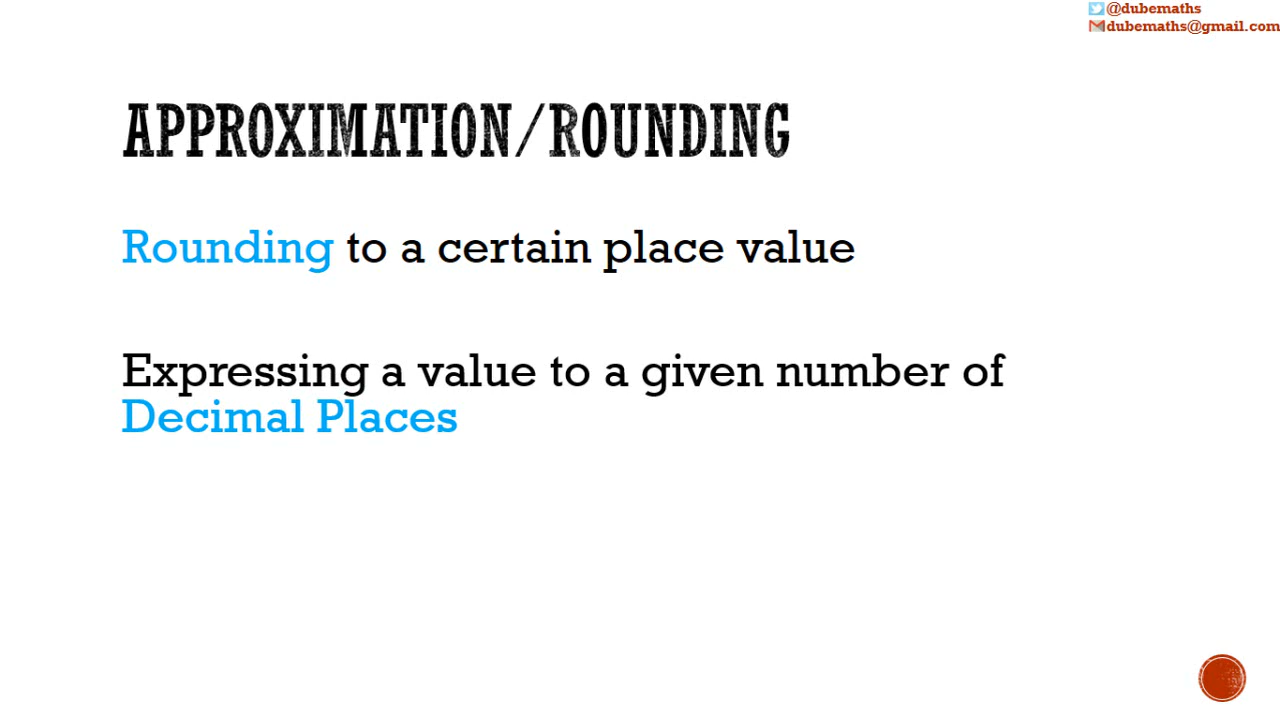 @dubemaths
dubemaths@gmail.com
APPROXIMATION/ROUNDING
Rounding to a certain place value
Expressing a value to a given number of
Decimal Places